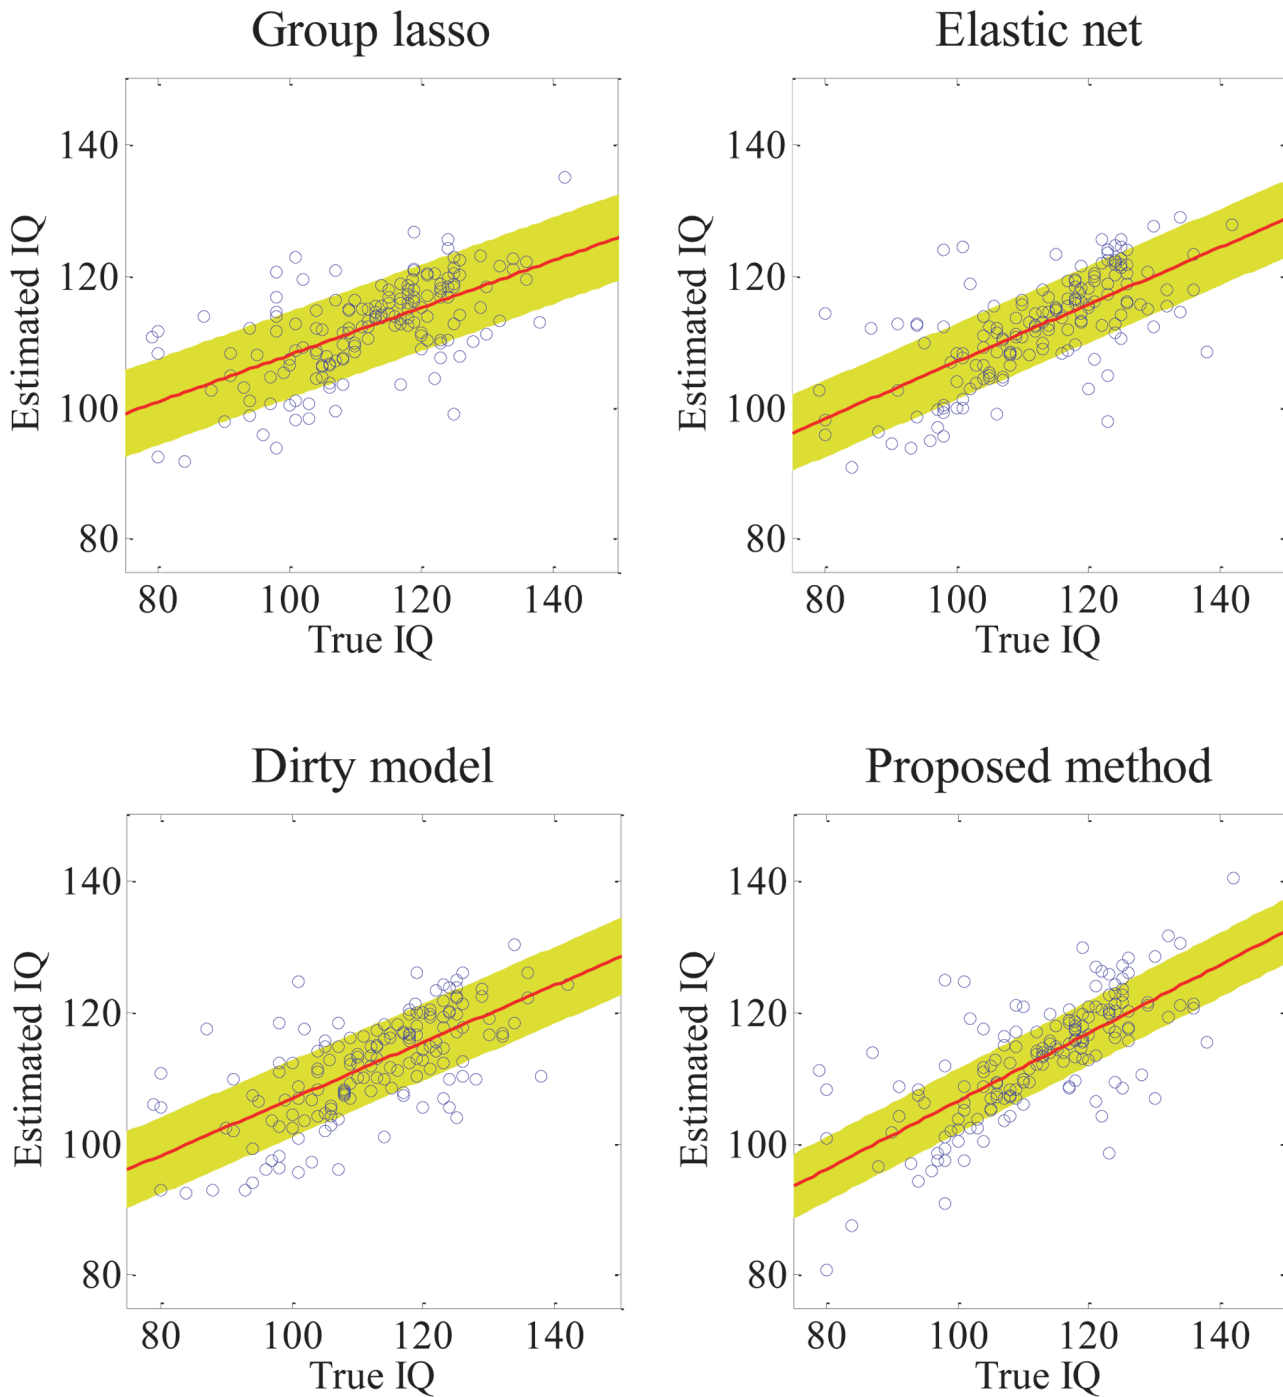 Group lasso
Estimated IQ
140
120
100
80
80 100 120 140
True IQ
Elastic net
Estimated IQ
140
120
100
80
80 100 120 140
True IQ
Dirty model
Estimated IQ
140
120
100
80
80 100 120 140
True IQ
Proposed method
Estimated IQ
140
120
100
80
80 100 120 140
True IQ